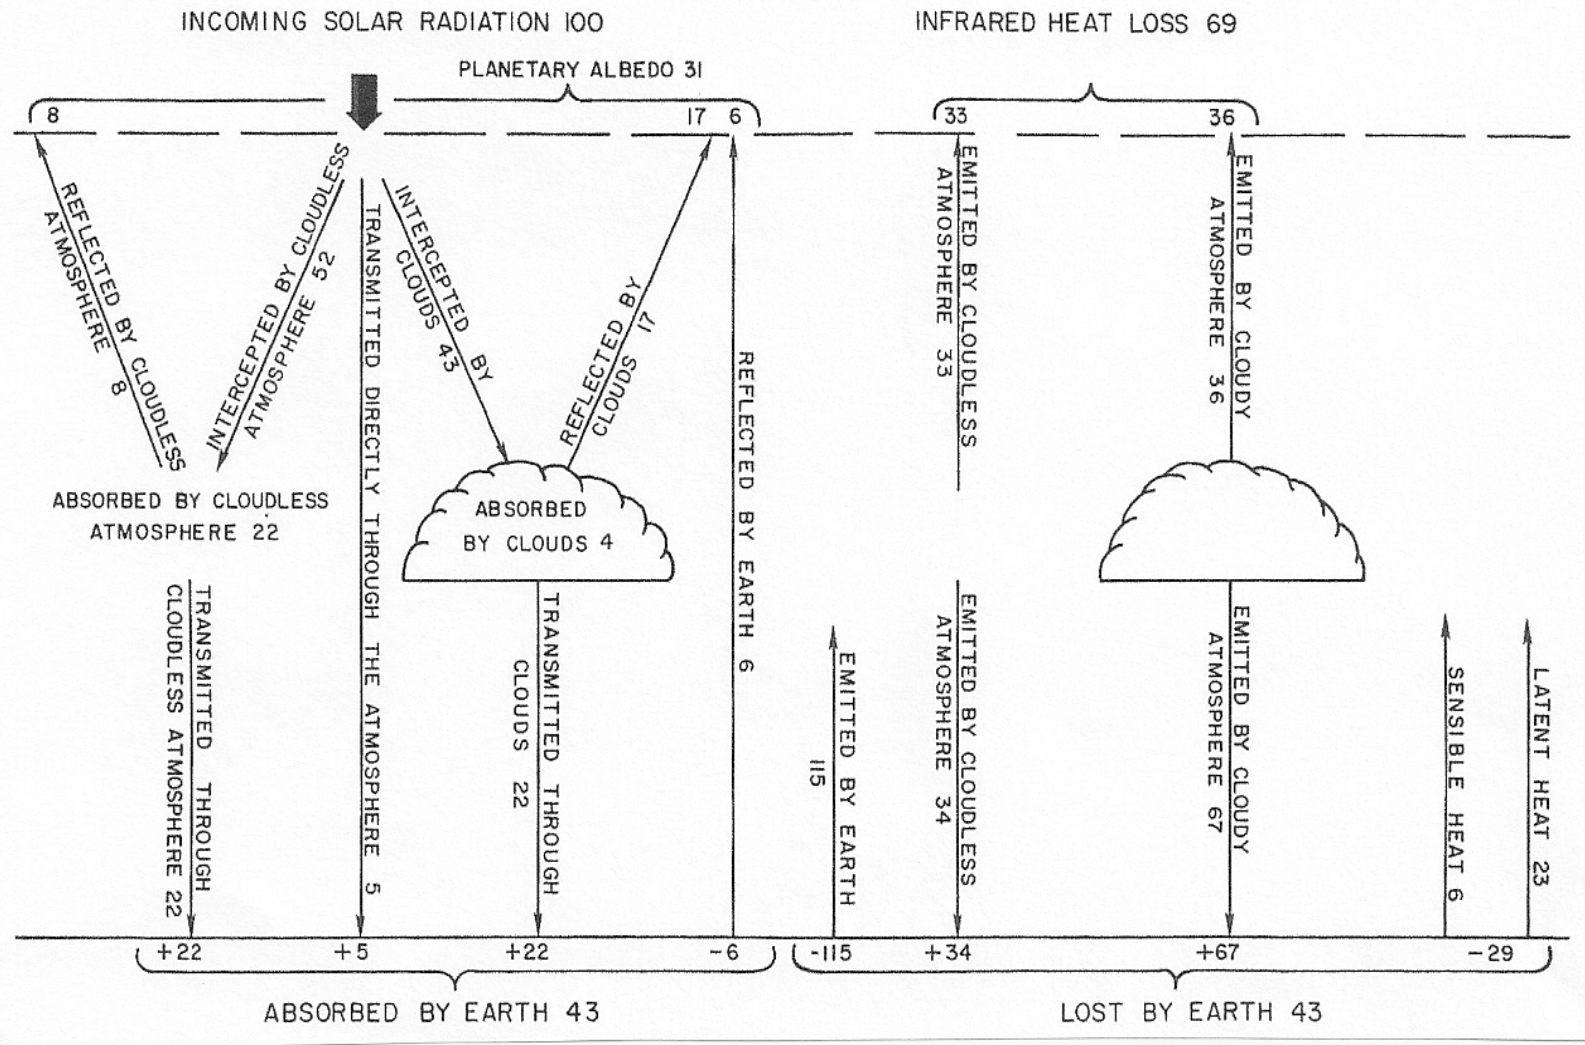 INCOMING SOLAR RADIATION 100
INFRARED HEAT LOSS 69
PLANETARY ALBEDO 31
8
17
6
33
36
REFLECTED BY CLOUDLESS
ATMOSPHERE 8
INTERCEPTED BY CLOUDLESS
ATMOSPHERE 52
TRANSMITTED DIRECTLY THROUGH THE ATMOSPHERE 5
INTERCEPTED BY
CLOUDS 43
REFLECTED BY
CLOUDS 17
REFLECTED BY EARTH 6
EMITTED BY CLOUDLESS
ATMOSPHERE 33
EMITTED BY CLOUDY
ATMOSPHERE 36
ABSORBED BY CLOUDLESS
ATMOSPHERE 22
ABSORBED
BY CLOUDS 4
TRANSMITTED THROUGH
CLOUDLESS ATMOSPHERE 22
TRANSMITTED THROUGH
CLOUDS 22
EMITTED BY EARTH
115
EMITTED BY CLOUDLESS
ATMOSPHERE 34
EMITTED BY CLOUDY
ATMOSPHERE 67
SENSIBLE HEAT 6
LATENT HEAT 23
+22
+5
+22
-6
-115
+34
+67
-29
ABSORBED BY EARTH 43
LOST BY EARTH 43